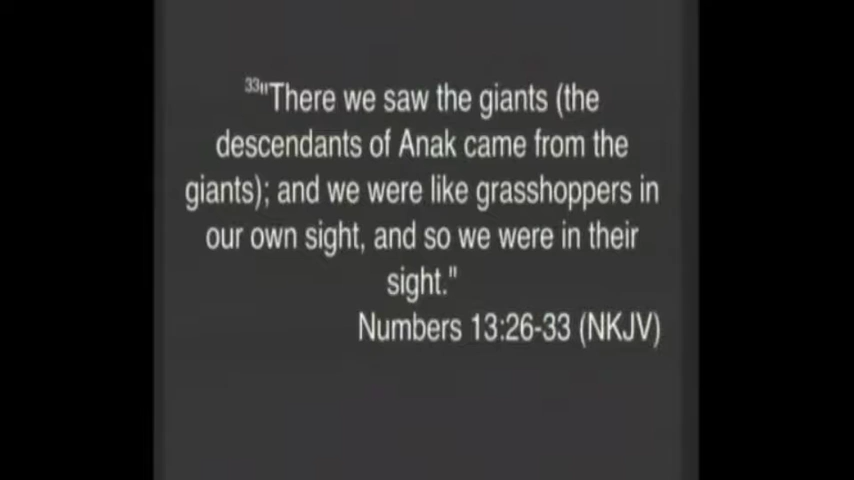 33"There we saw the giants (the
descendants of Anak came from the
giants); and we were like grasshoppers in
our own sight, and so we were in their
sight."
Numbers 13:26-33 (NKJV)